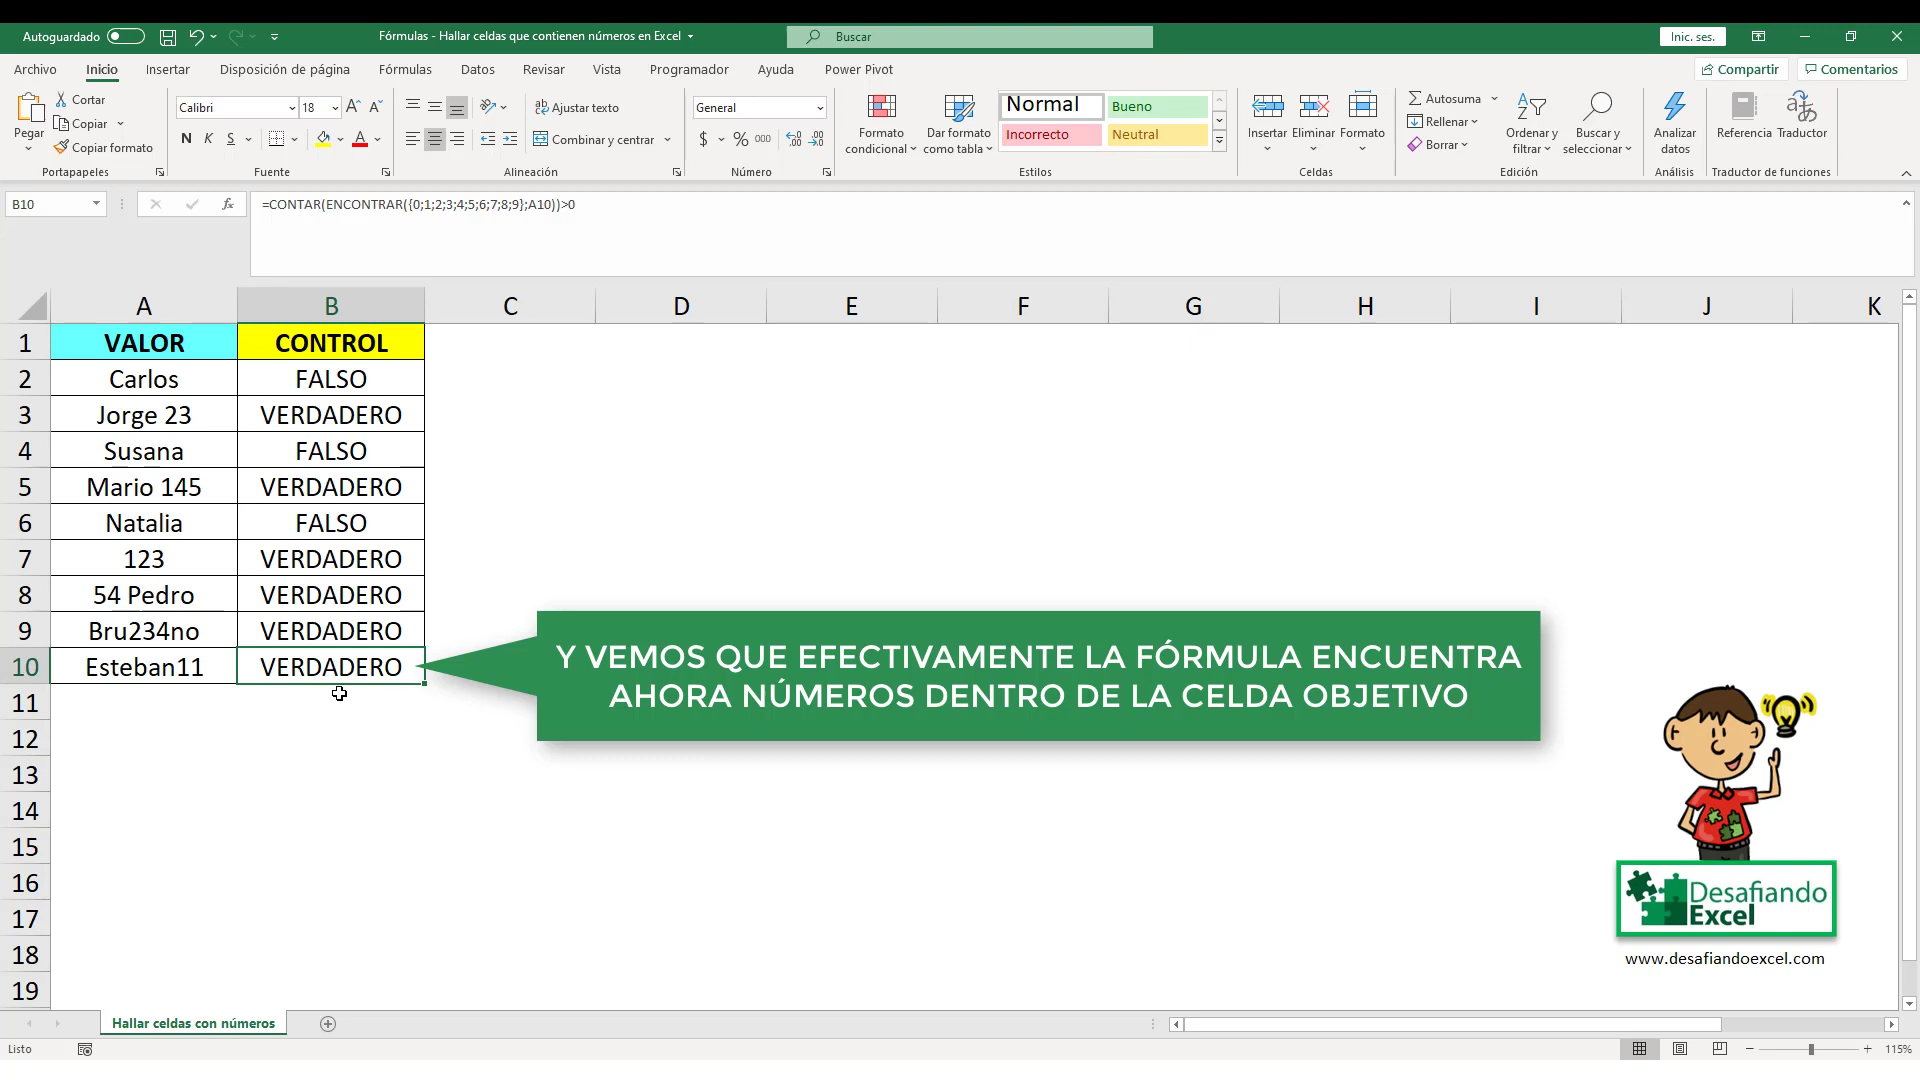 Autoguardado
Fórmulas - Hallar celdas que contienen números en Excel
Buscar
Inic. ses.
Archivo Inicio Insertar Disposición de página Fórmulas Datos Revisar Vista Programador Ayuda Power Pivot
Compartir Comentarios
Pegar
Cortar
Copiar
Copiar formato
Portapapeles
Calibri 18
N K S
Fuente
Ajustar texto
Combinar y centrar
Alineación
General
$ % 000
Número
Formato condicional
Dar formato como tabla
Normal Bueno
Incorrecto Neutral
Estilos
Insertar Eliminar Formato
Celdas
Autosuma
Rellenar
Borrar
Ordenar y filtrar
Buscar y seleccionar
Edición
Analizar datos
Análisis
Referencia Traductor
Traductor de funciones
B10
fx
=CONTAR(ENCONTRAR({0;1;2;3;4;5;6;7;8;9};A10))>0
A B C D E F G H I J K
1 VALOR CONTROL
2 Carlos FALSO
3 Jorge 23 VERDADERO
4 Susana FALSO
5 Mario 145 VERDADERO
6 Natalia FALSO
7 123 VERDADERO
8 54 Pedro VERDADERO
9 Bru234no VERDADERO
10 Esteban11 VERDADERO
11
12
13
14
15
16
17
18
19
Y VEMOS QUE EFECTIVAMENTE LA FÓRMULA ENCUENTRA
AHORA NÚMEROS DENTRO DE LA CELDA OBJETIVO
Desafiando
Excel
www.desafiandoexcel.com
Hallar celdas con números
Listo
115%